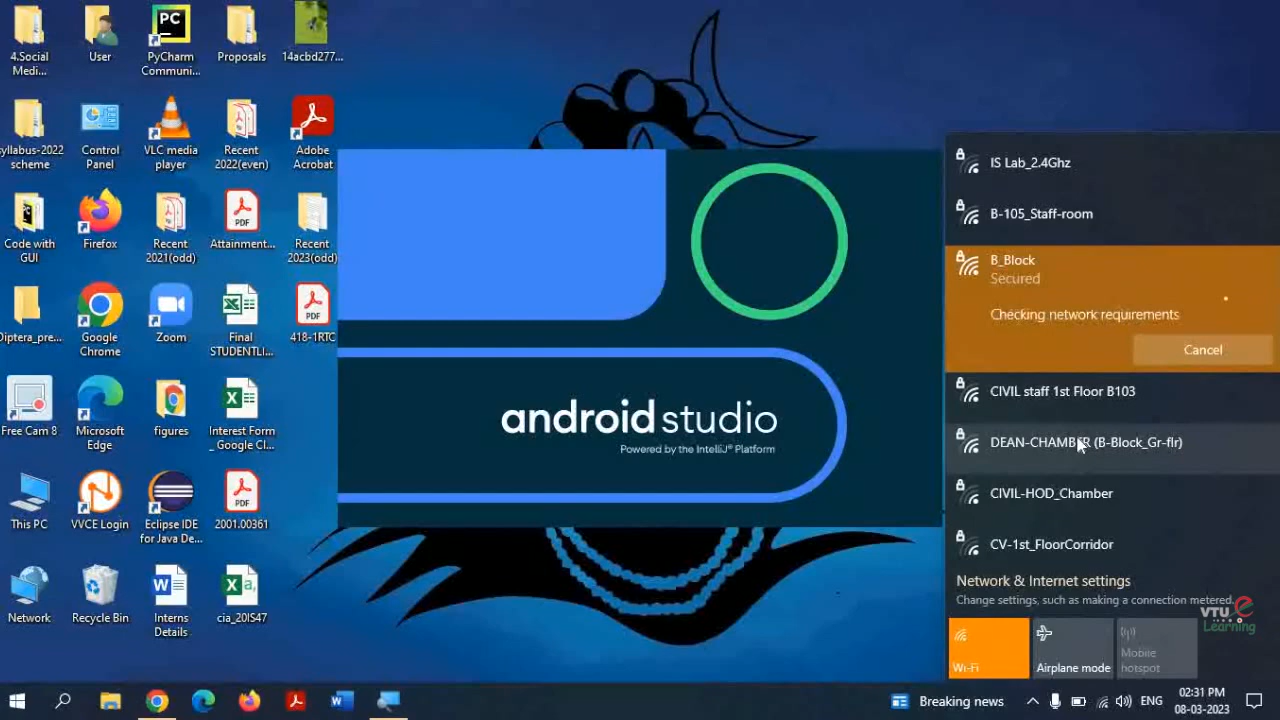 4.Social
Medi...
User
PC
PyCharm
Communi...
Proposals
14acbd277...
syllabus-2022
scheme
Control
Panel
VLC media
player
Recent
2022(even)
Adobe
Acrobat
Code with
GUI
Firefox
Recent
2021(odd)
PDF
Attainment...
Recent
2023(odd)
Diptera_pre...
Google
Chrome
Zoom
Final
STUDENTLI...
PDF
418-1RTC
Free Cam 8
Microsoft
Edge
figures
Interest Form
_ Google Cl...
This PC
VVCE Login
Eclipse IDE
for Java De...
PDF
2001.00361
Network
Recycle Bin
Interns
Details
cia_20IS47
android studio
Powered by the IntelliJ® Platform
IS Lab_2.4Ghz
B-105_Staff-room
B_Block
Secured
Checking network requirements
Cancel
CIVIL staff 1st Floor B103
DEAN-CHAMBER (B-Block_Gr-flr)
CIVIL-HOD_Chamber
CV-1st_FloorCorridor
Network & Internet settings
Change settings, such as making a connection metered.
VTU e
Learning
Wi-Fi
Airplane mode
Mobile
hotspot
Breaking news
ENG
02:31 PM
08-03-2023